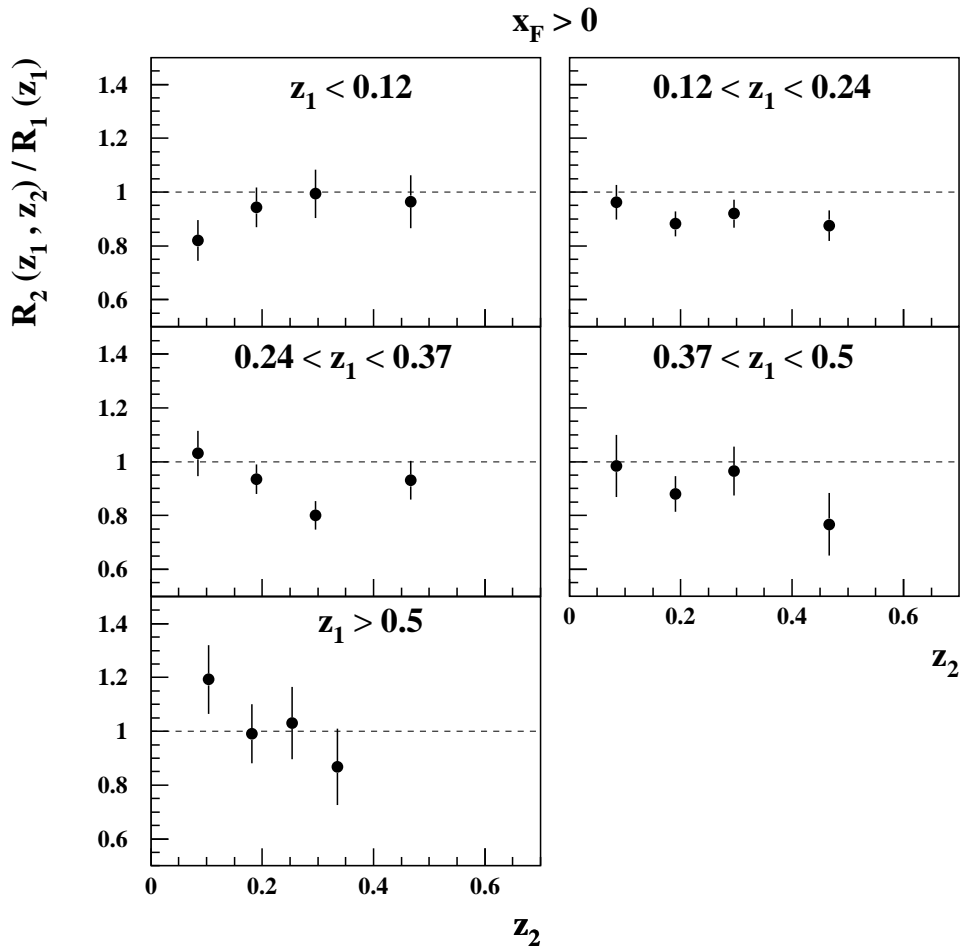 x_F > 0
R_2 (z_1 , z_2) / R_1 (z_1)
z_1 < 0.12
1.4
1.2
1
0.8
0.6
0.12 < z_1 < 0.24
0.24 < z_1 < 0.37
1.4
1.2
1
0.8
0.6
0.37 < z_1 < 0.5
0 0.2 0.4 0.6
z_2
z_1 > 0.5
1.4
1.2
1
0.8
0.6
0 0.2 0.4 0.6
z_2